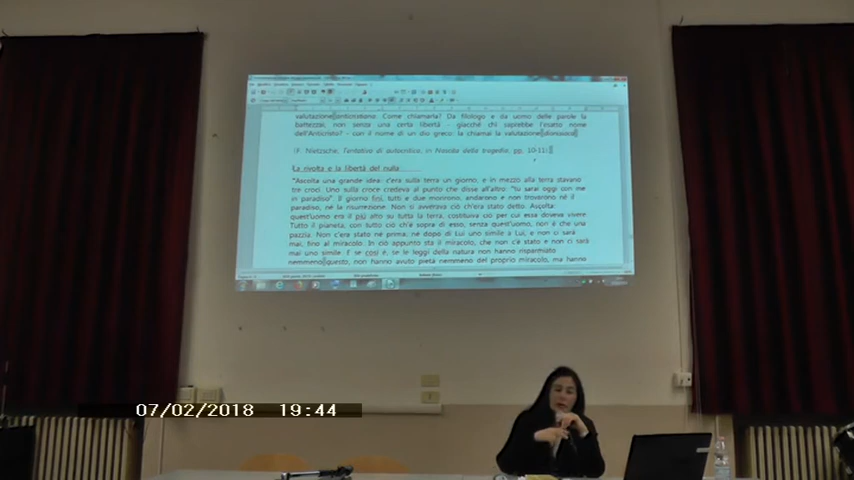 valutazione anticristiano. Come chiamarla? Da filologo e da uomo delle parole la
battezzai, non senza una certa libertà - giacché chi saprebbe l'esatto nome
dell'Anticristo? - con il nome di un dio greco: la chiamai la valutazione dionisiaca
(F. Nietzsche, Tentativo di autocritica, in Nascita della tragedia, pp. 10-11)
La rivolta e la libertà del nulla
"Ascolta una grande idea: c'era sulla terra un giorno, e in mezzo alla terra stavano
tre croci. Uno sulla croce credeva al punto che disse all'altro: "tu sarai oggi con me
in paradiso". Il giorno finì, tutti e due morirono, andarono e non trovarono né il
paradiso, né la risurrezione. Non si avverava ciò ch'era stato detto. Ascolta:
quest'uomo era il più alto su tutta la terra, costituiva ciò per cui essa doveva vivere
Tutto il pianeta, con tutto ciò ch'è sopra di esso, senza quest'uomo, non è che una
pazzia. Non c'era stato né prima, né dopo di Lui uno simile a Lui, e non ci sarà
mai, fino al miracolo. In ciò appunto sta il miracolo, che non c'è stato e non ci sarà
mai uno simile. E se così è, se le leggi della natura non hanno risparmiato
nemmeno questo, non hanno avuto pietà nemmeno del proprio miracolo, ma hanno
07/02/2018 19:44